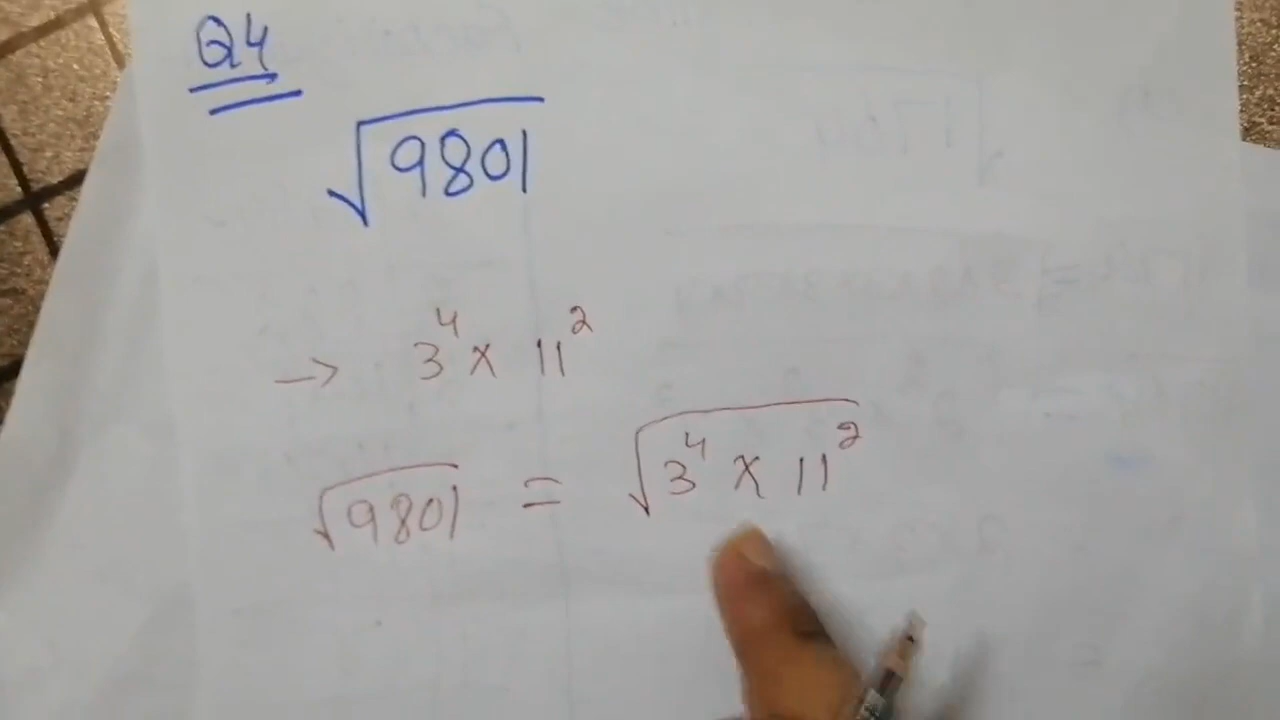 Q4
√9801
→ 3⁴ x 11²
√9801 = √3⁴ x 11²